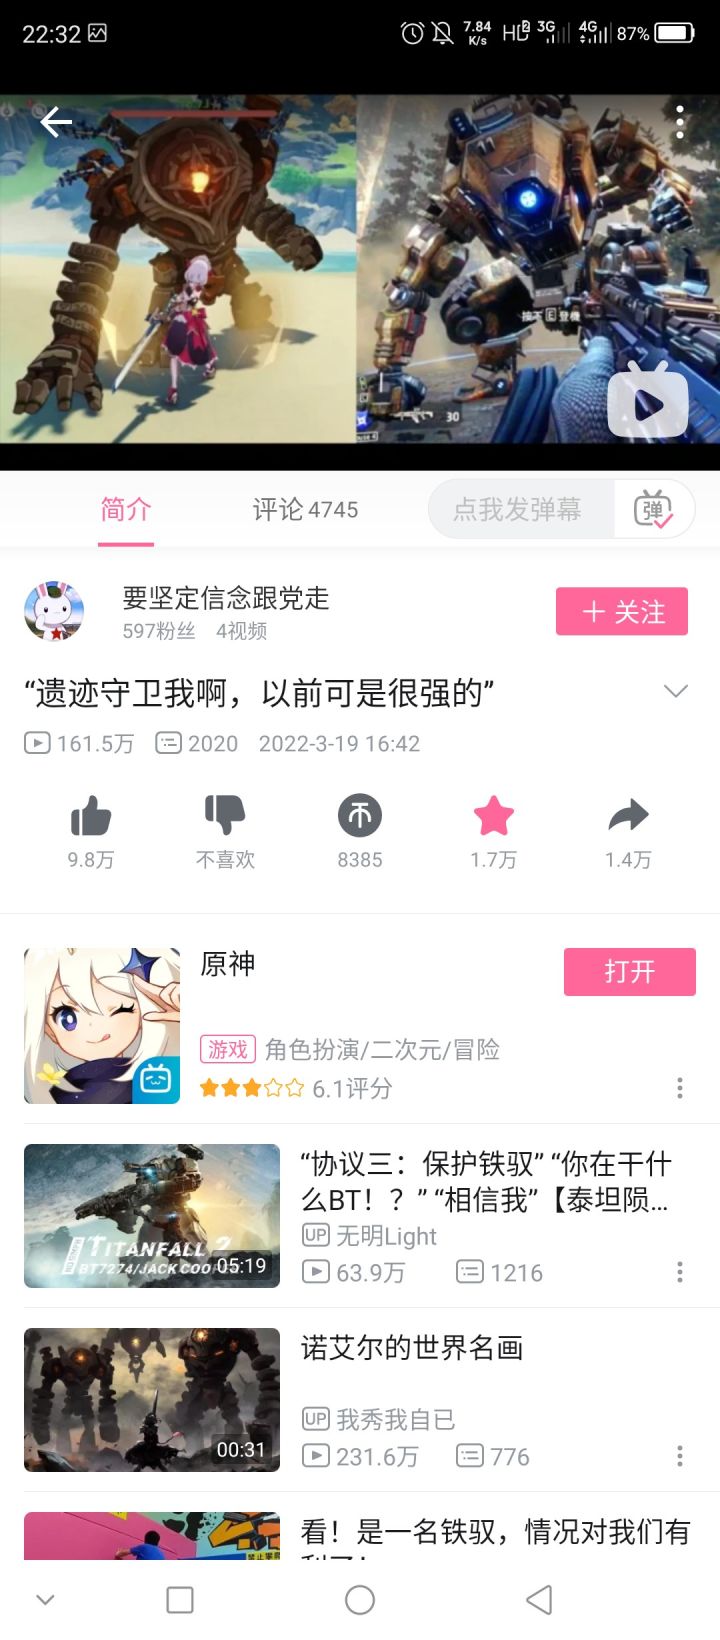 22:32
7.84
K/s
HD 2
3G
4G
87%
按下 E 登機
30
简介
评论 4745
点我发弹幕
弹
要坚定信念跟党走
597粉丝 4视频
+ 关注
“遗迹守卫我啊，以前可是很强的”
161.5万 2020 2022-3-19 16:42
9.8万
不喜欢
8385
1.7万
1.4万
原神
打开
游戏 角色扮演/二次元/冒险
6.1评分
TITANFALL 2
BT7274/JACK COOPER
05:19
“协议三：保护铁驭” “你在干什
么BT！？” “相信我”【泰坦陨...
UP 无明Light
63.9万 1216
00:31
诺艾尔的世界名画
UP 我秀我自已
231.6万 776
看！是一名铁驭，情况对我们有